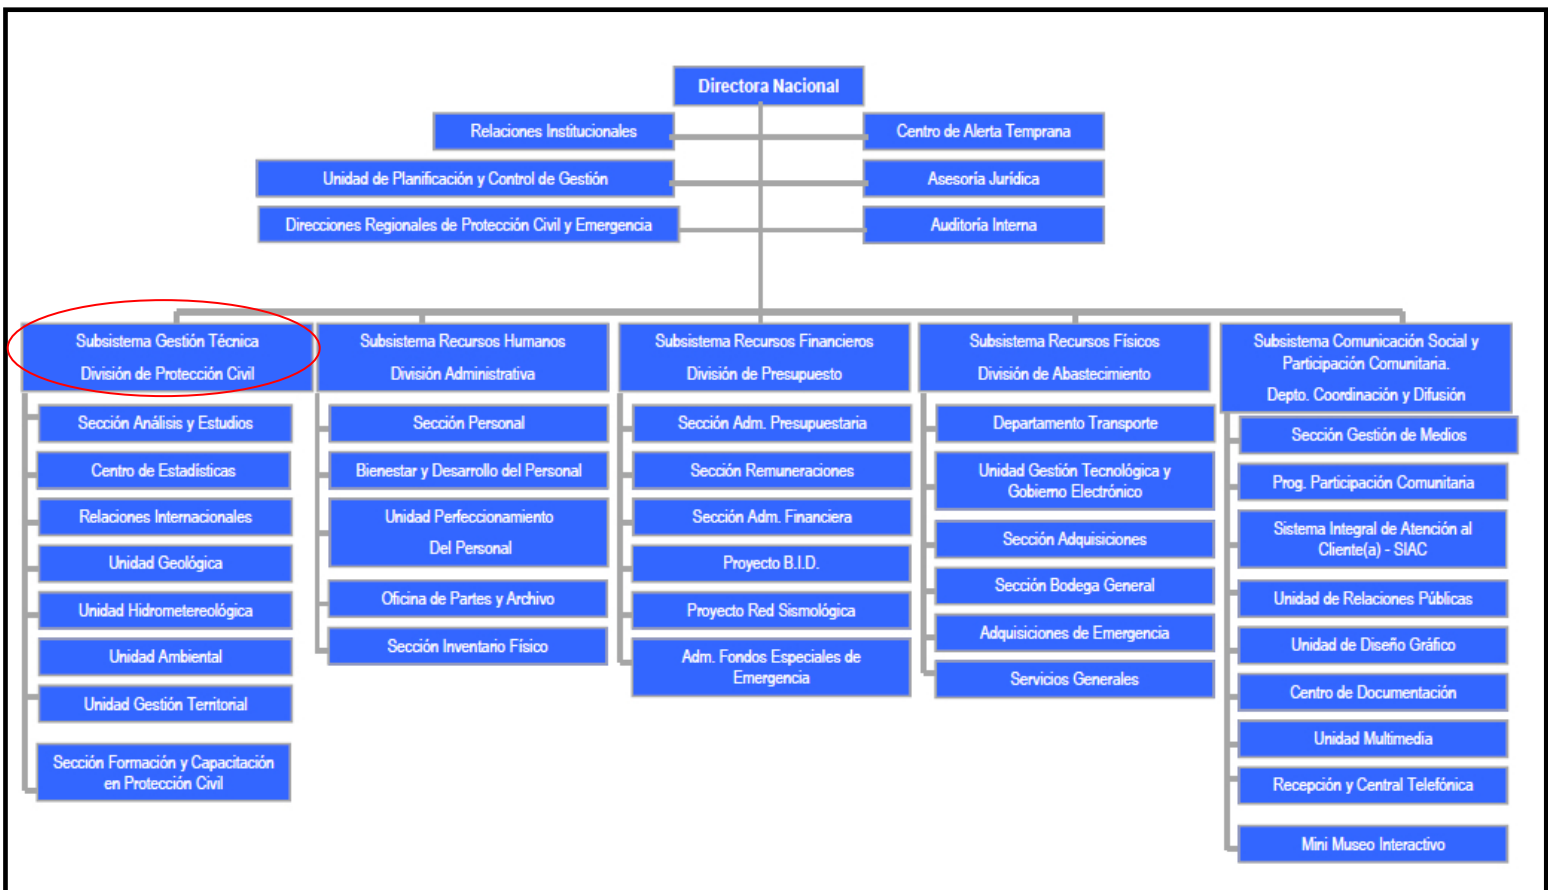 Directora Nacional
Relaciones Institucionales
Centro de Alerta Temprana
Unidad de Planificación y Control de Gestión
Asesoría Jurídica
Direcciones Regionales de Protección Civil y Emergencia
Auditoría Interna
Subsistema Gestión Técnica
División de Protección Civil
Sección Análisis y Estudios
Centro de Estadísticas
Relaciones Internacionales
Unidad Geológica
Unidad Hidrometereológica
Unidad Ambiental
Unidad Gestión Territorial
Sección Formación y Capacitación
en Protección Civil
Subsistema Recursos Humanos
División Administrativa
Sección Personal
Bienestar y Desarrollo del Personal
Unidad Perfeccionamiento
Del Personal
Oficina de Partes y Archivo
Sección Inventario Físico
Subsistema Recursos Financieros
División de Presupuesto
Sección Adm. Presupuestaria
Sección Remuneraciones
Sección Adm. Financiera
Proyecto B.I.D.
Proyecto Red Sismológica
Adm. Fondos Especiales de
Emergencia
Subsistema Recursos Físicos
División de Abastecimiento
Departamento Transporte
Unidad Gestión Tecnológica y
Gobierno Electrónico
Sección Adquisiciones
Sección Bodega General
Adquisiciones de Emergencia
Servicios Generales
Subsistema Comunicación Social y
Participación Comunitaria.
Depto. Coordinación y Difusión
Sección Gestión de Medios
Prog. Participación Comunitaria
Sistema Integral de Atención al
Cliente(a) - SIAC
Unidad de Relaciones Públicas
Unidad de Diseño Gráfico
Centro de Documentación
Unidad Multimedia
Recepción y Central Telefónica
Mini Museo Interactivo